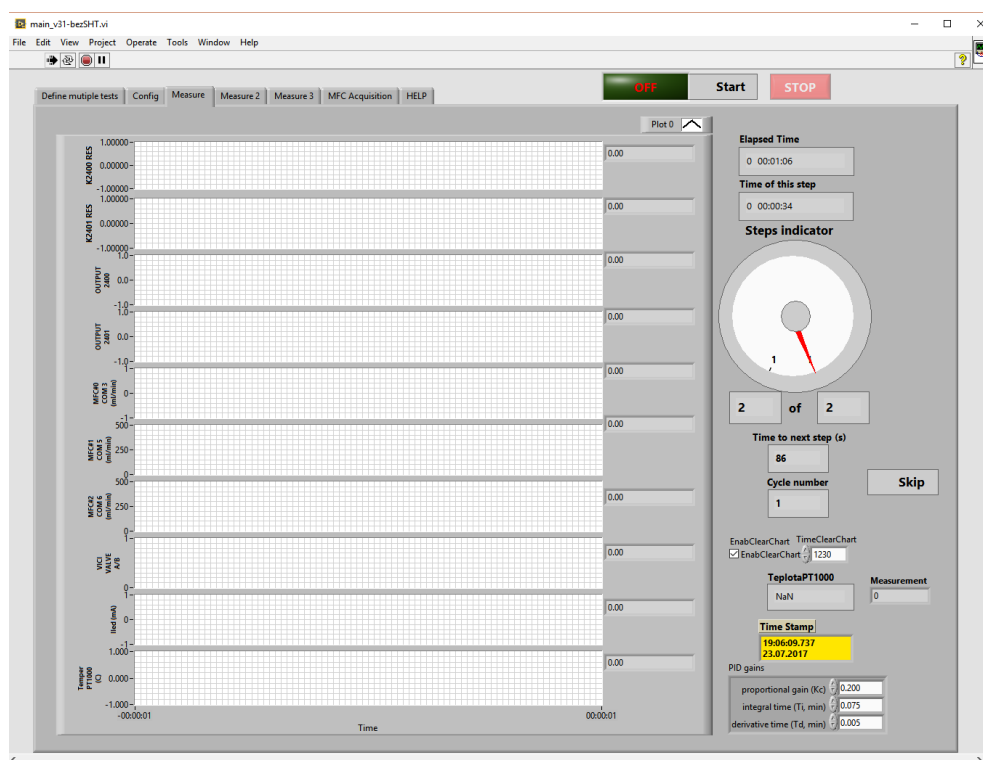 main_v31-bezSHT.vi
File Edit View Project Operate Tools Window Help
OFF Start STOP
Define mutiple tests Config Measure Measure 2 Measure 3 MFC Acquisition HELP
Plot 0
K2400 RES
1.00000
0.00000
-1.00000
0.00
K2401 RES
1.00000
0.00000
-1.00000
0.00
OUTPUT
2400
1.0
0.0
-1.0
0.00
OUTPUT
2401
1.0
0.0
-1.0
0.00
MFC#0
COM 3
(ml/min)
1
0
-1
0.00
MFC#1
COM 5
(ml/min)
500
250
0
0.00
MFC#2
COM 6
(ml/min)
500
250
0
0.00
VICI
VALVE
A/B
1
0
0.00
Iled (mA)
1
0
-1
0.00
Temper
PT1000
(C)
1.000
0.000
-1.000
0.00
-00:00:01 00:00:01
Time
Elapsed Time
0 00:01:06
Time of this step
0 00:00:34
Steps indicator
1
2 of 2
Time to next step (s)
86
Cycle number
1
Skip
EnabClearChart TimeClearChart
EnabClearChart 1230
TeplotaPT1000
NaN
Measurement
0
Time Stamp
19:06:09.737
23.07.2017
PID gains
proportional gain (Kc) 0.200
integral time (Ti, min) 0.075
derivative time (Td, min) 0.005